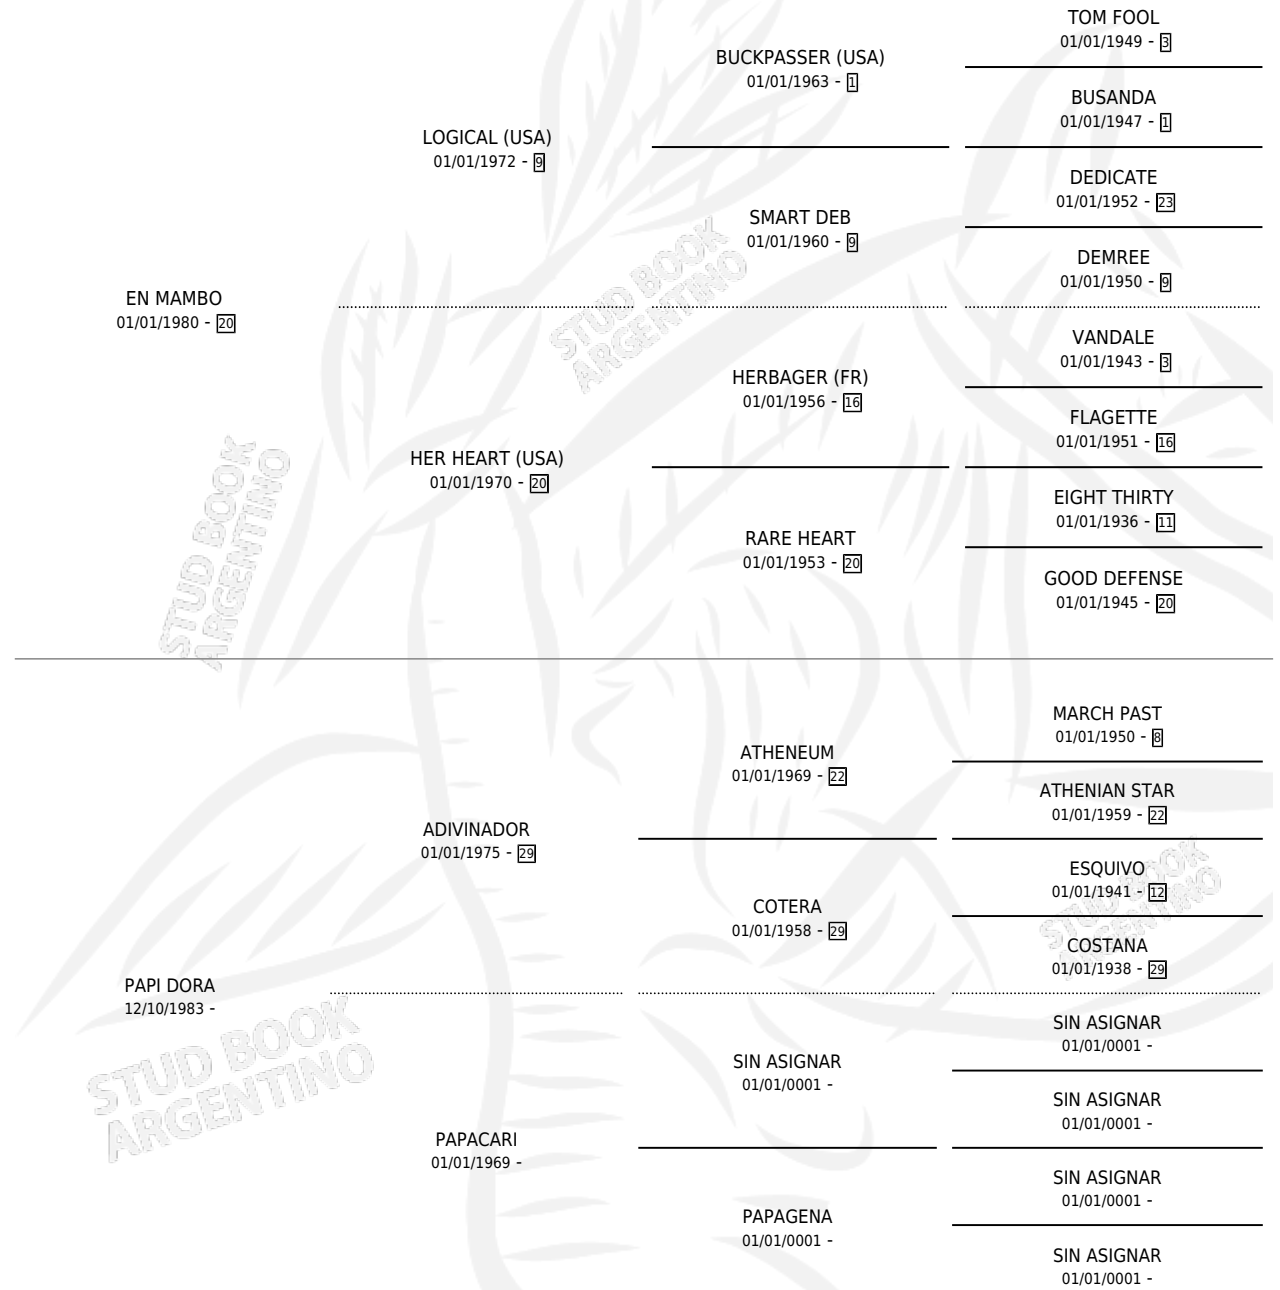 TOM FOOL
01/01/1949 - 3
BUCKPASSER (USA)
01/01/1963 - 1
BUSANDA
01/01/1947 - 1
LOGICAL (USA)
01/01/1972 - 9
DEDICATE
01/01/1952 - 23
SMART DEB
01/01/1960 - 9
DEMREE
01/01/1950 - 9
EN MAMBO
01/01/1980 - 20
STUD BOOK
ARGENTINO
VANDALE
01/01/1943 - 3
HERBAGER (FR)
01/01/1956 - 16
FLAGETTE
01/01/1951 - 16
HER HEART (USA)
01/01/1970 - 20
EIGHT THIRTY
01/01/1936 - 11
RARE HEART
01/01/1953 - 20
GOOD DEFENSE
01/01/1945 - 20
STUD BOOK
ARGENTINO
MARCH PAST
01/01/1950 - 8
ATHENEUM
01/01/1969 - 22
ATHENIAN STAR
01/01/1959 - 22
ADIVINADOR
01/01/1975 - 29
ESQUIVO
01/01/1941 - 12
COTERA
01/01/1958 - 29
COSTANA
01/01/1938 - 29
STUD BOOK
ARGENTINO
PAPI DORA
12/10/1983 -
SIN ASIGNAR
01/01/0001 -
SIN ASIGNAR
01/01/0001 -
SIN ASIGNAR
01/01/0001 -
STUD BOOK
ARGENTINO
PAPACARI
01/01/1969 -
SIN ASIGNAR
01/01/0001 -
PAPAGENA
01/01/0001 -
SIN ASIGNAR
01/01/0001 -